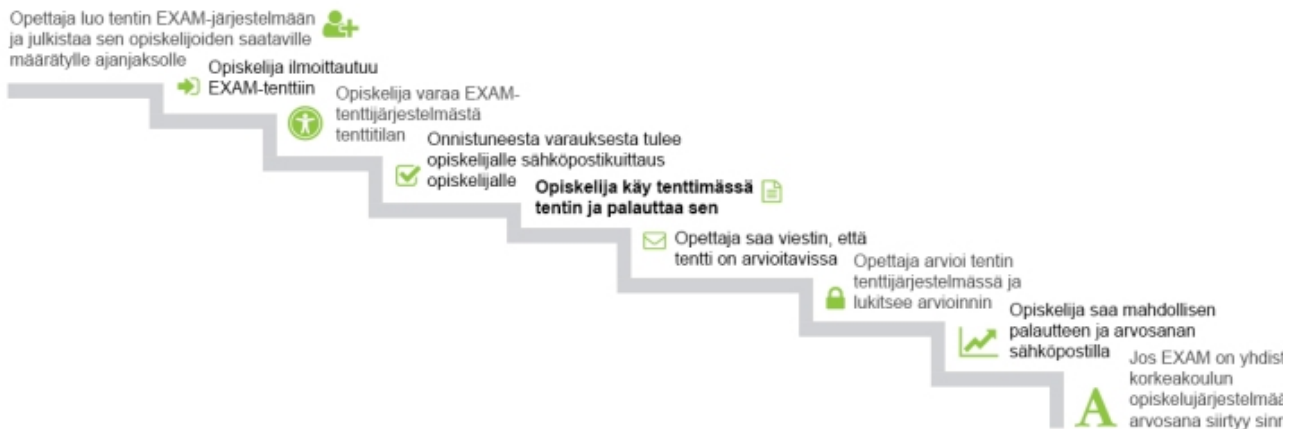 Opettaja luo tentin EXAM-järjestelmään
ja julkistaa sen opiskelijoiden saataville
määrätylle ajanjaksolle
Opiskelija ilmoittautuu
EXAM-tenttiin
Opiskelija varaa EXAM-
tenttijärjestelmästä
tenttitilan
Onnistuneesta varauksesta tulee
opiskelijalle sähköpostikuittaus
opiskelijalle
Opiskelija käy tenttimässä
tentin ja palauttaa sen
Opettaja saa viestin, että
tentti on arvioitavissa
Opettaja arvioi tentin
tenttijärjestelmässä ja
lukitsee arvioinnin
Opiskelija saa mahdollisen
palautteen ja arvosanan
sähköpostilla
A
Jos EXAM on yhdist
korkeakoulun
opiskelujärjestelmää
arvosana siirtyy sinn